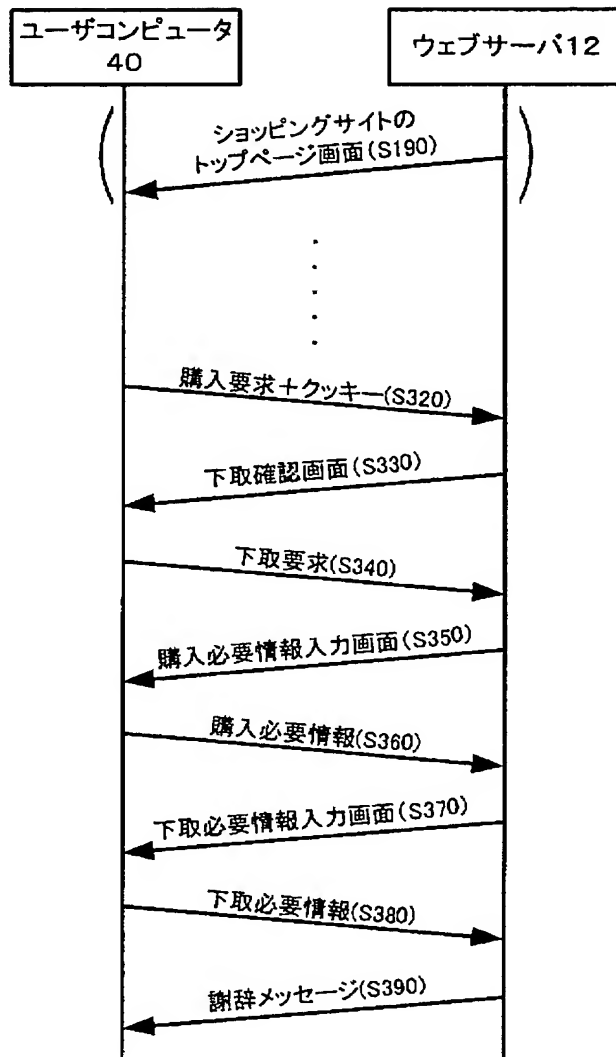 ユーザコンピュータ
40
ウェブサーバ12
ショッピングサイトの
トップページ画面(S190)
購入要求+クッキー(S320)
下取確認画面(S330)
下取要求(S340)
購入必要情報入力画面(S350)
購入必要情報(S360)
下取必要情報入力画面(S370)
下取必要情報(S380)
謝辞メッセージ(S390)